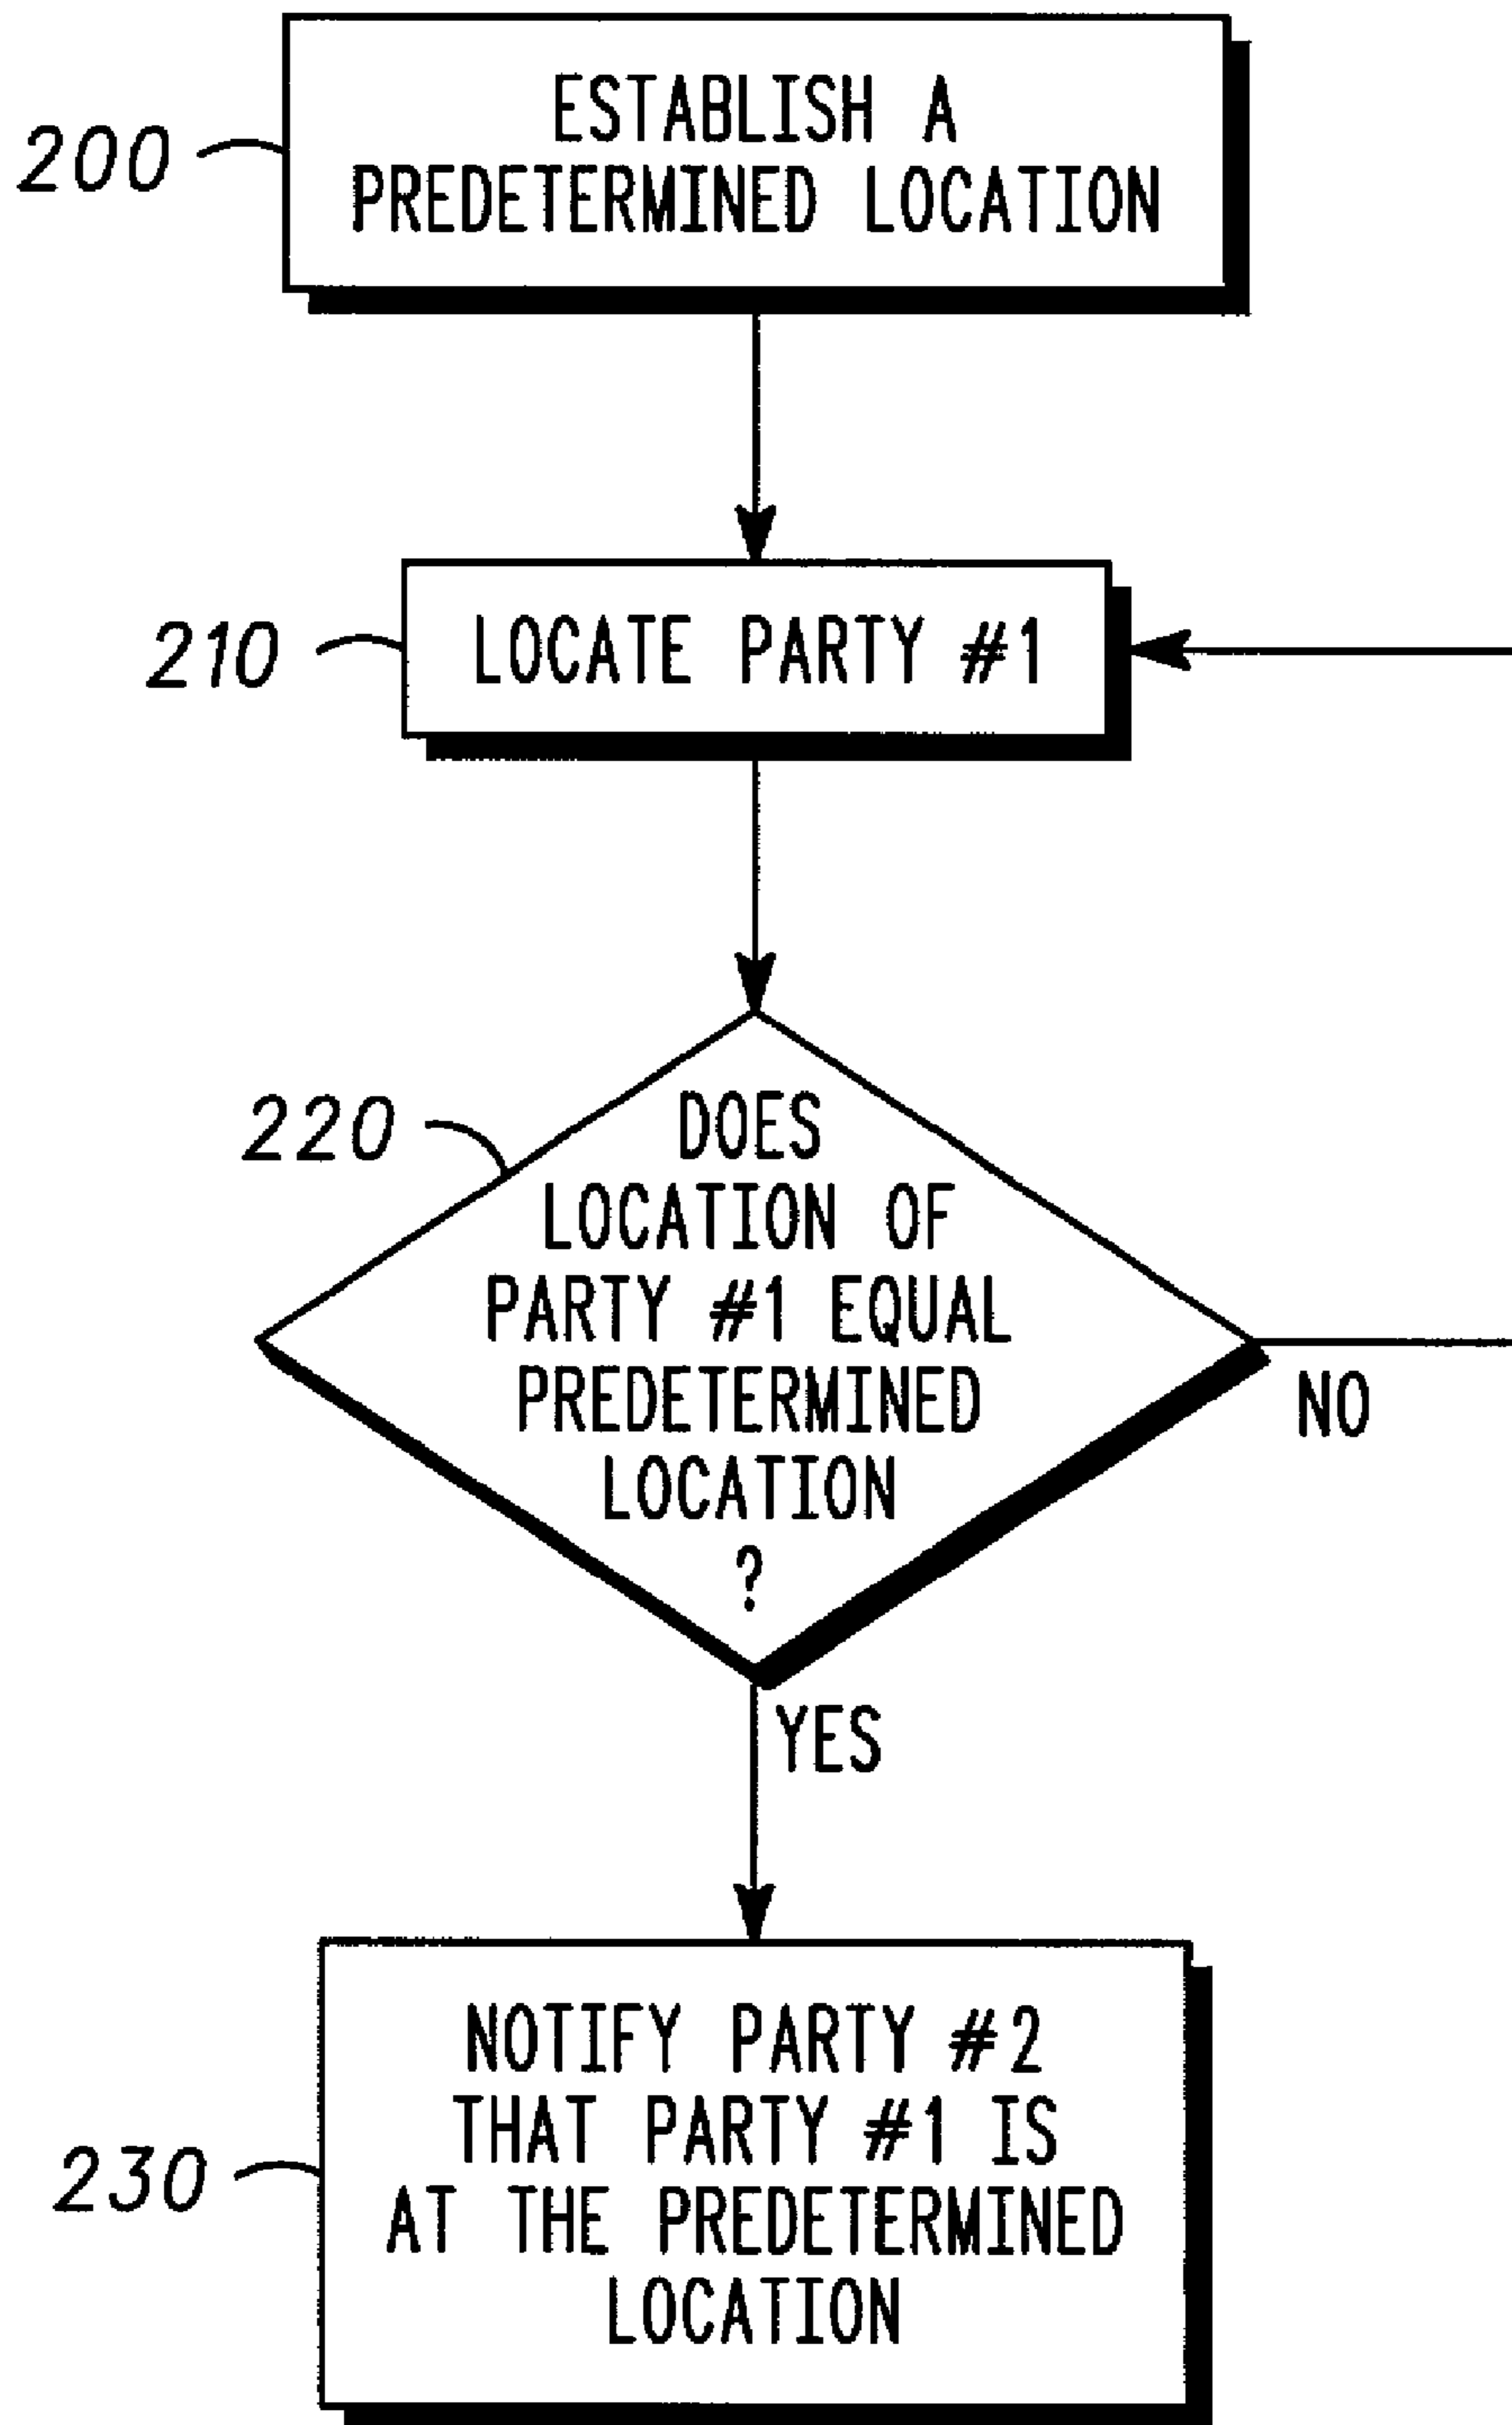 200
ESTABLISH A
PREDETERMINED LOCATION
210
LOCATE PARTY #1
220
DOES
LOCATION OF
PARTY #1 EQUAL
PREDETERMINED
LOCATION
?
NO
YES
230
NOTIFY PARTY #2
THAT PARTY #1 IS
AT THE PREDETERMINED
LOCATION